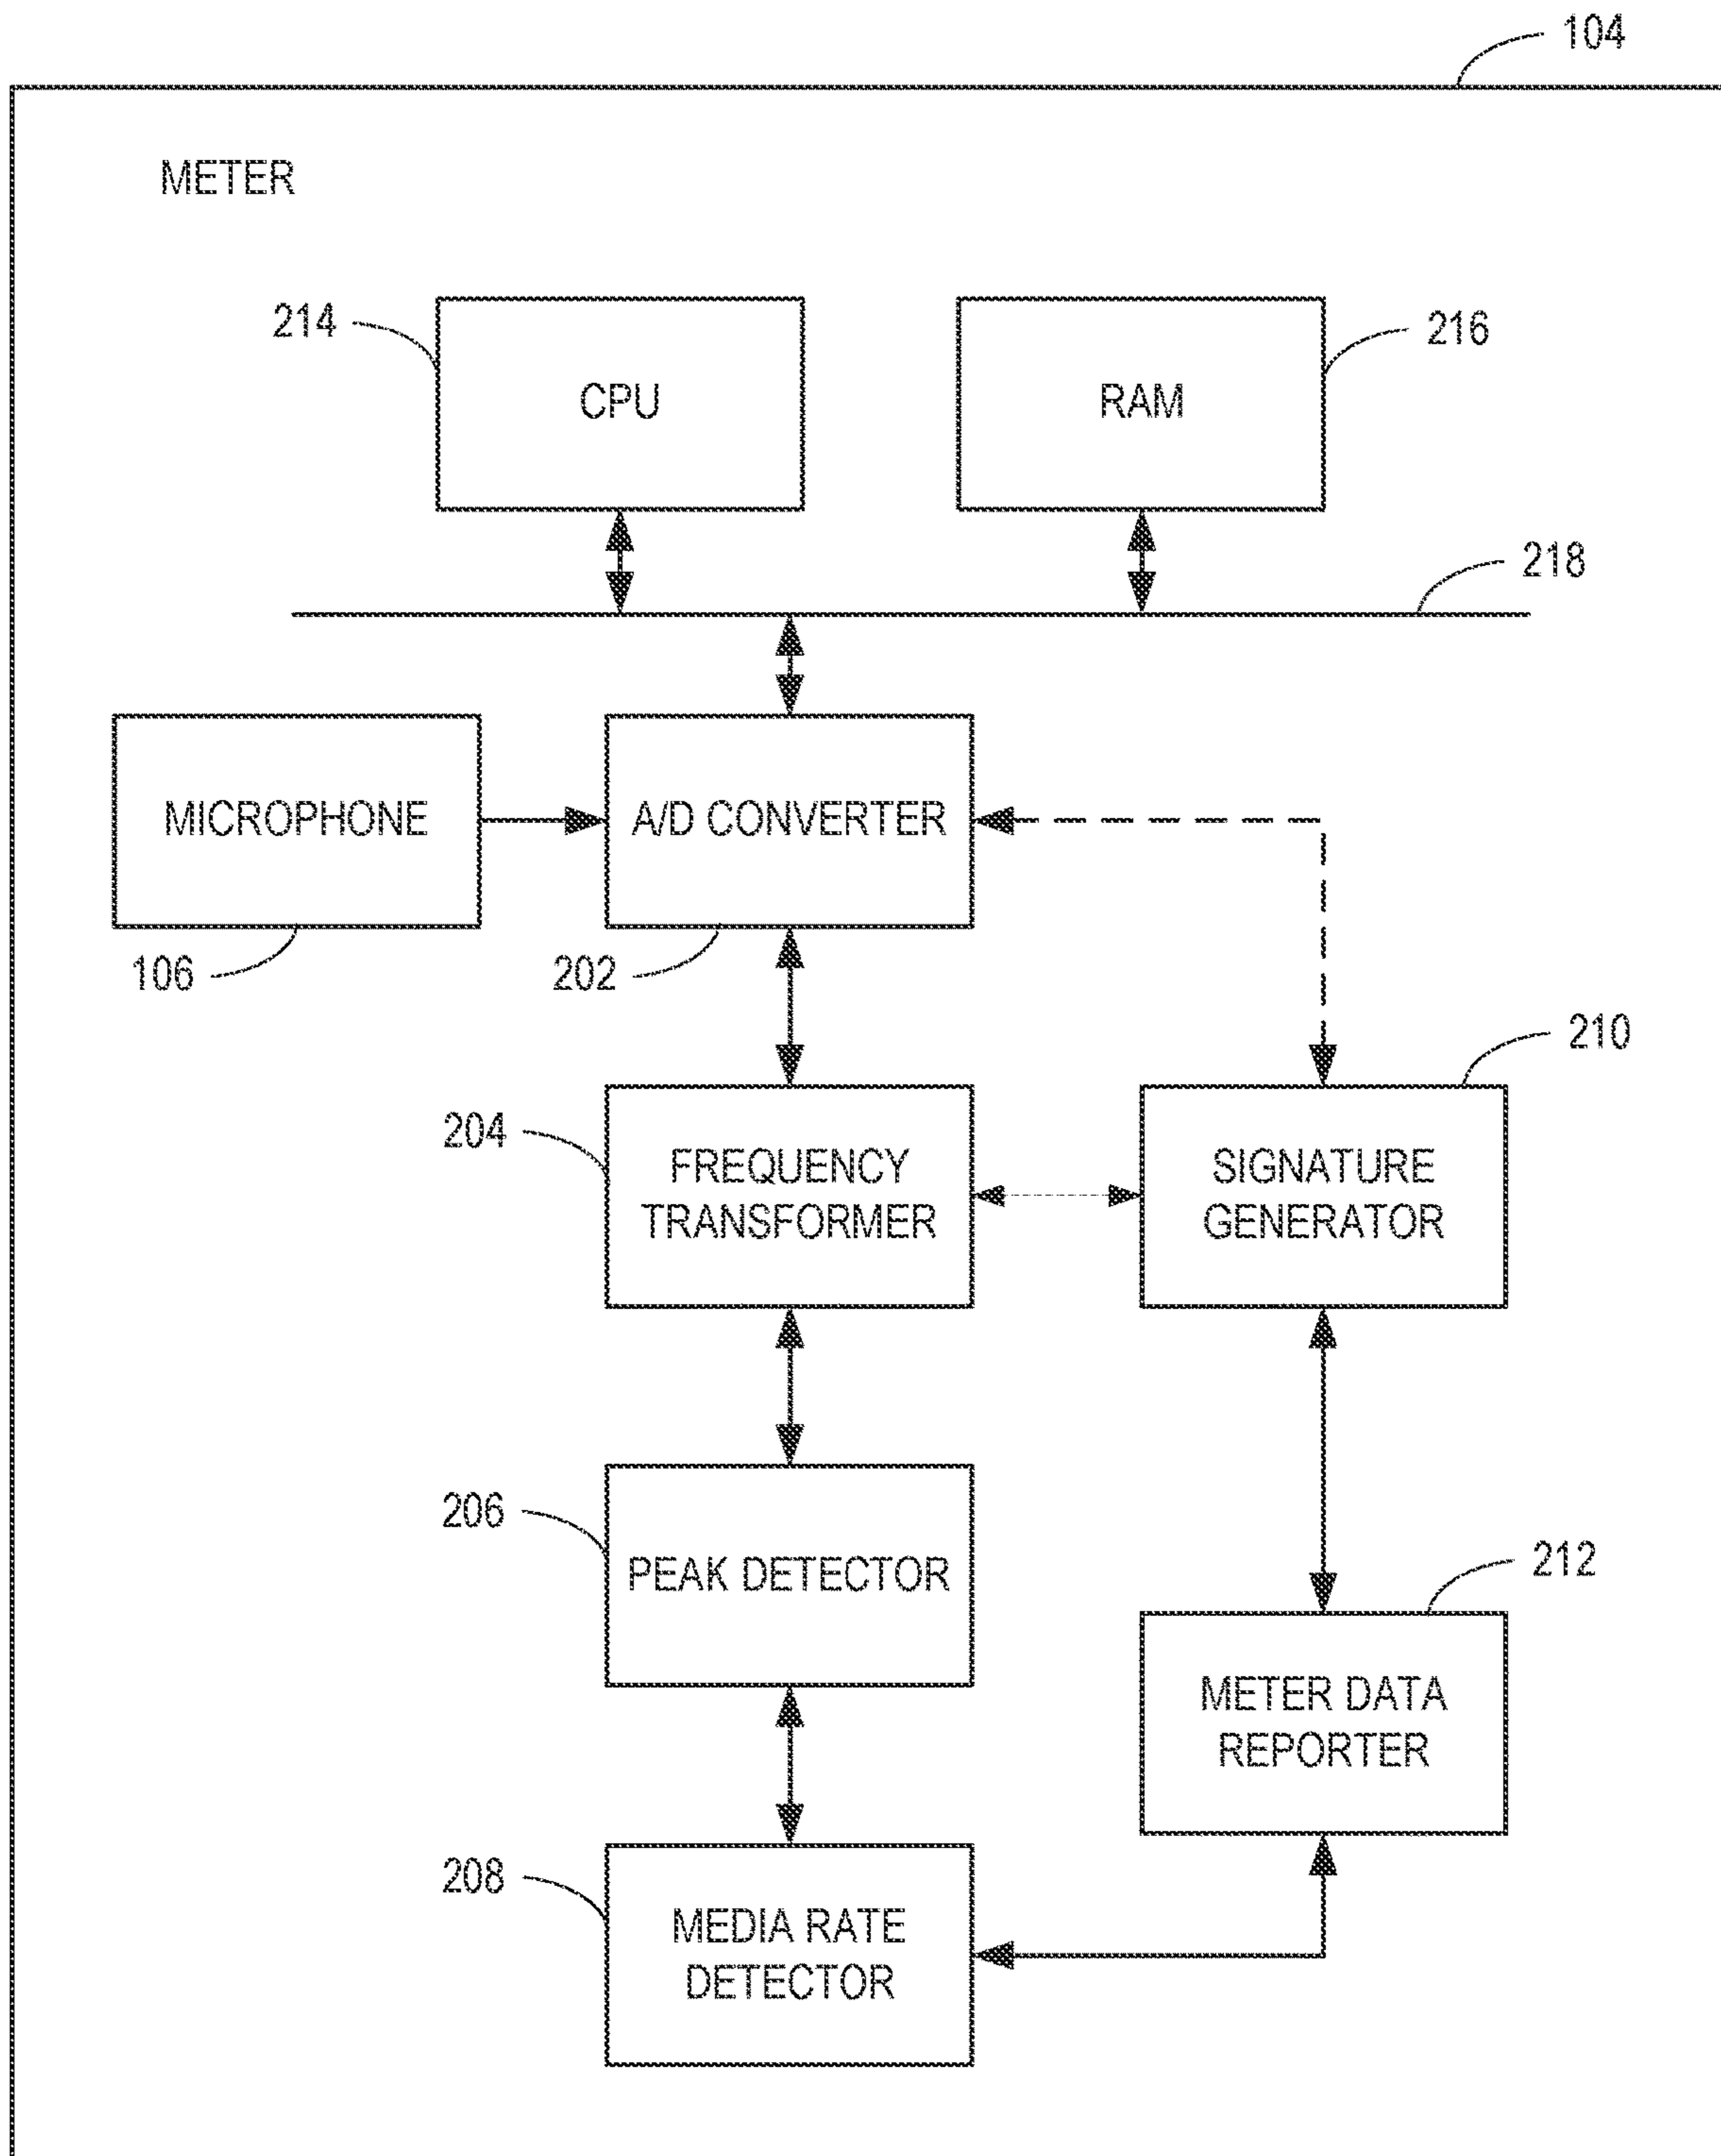 104
METER
214
CPU
RAM
216
218
MICROPHONE
A/D CONVERTER
106
202
210
204
FREQUENCY
TRANSFORMER
SIGNATURE
GENERATOR
206
PEAK DETECTOR
212
METER DATA
REPORTER
208
MEDIA RATE
DETECTOR